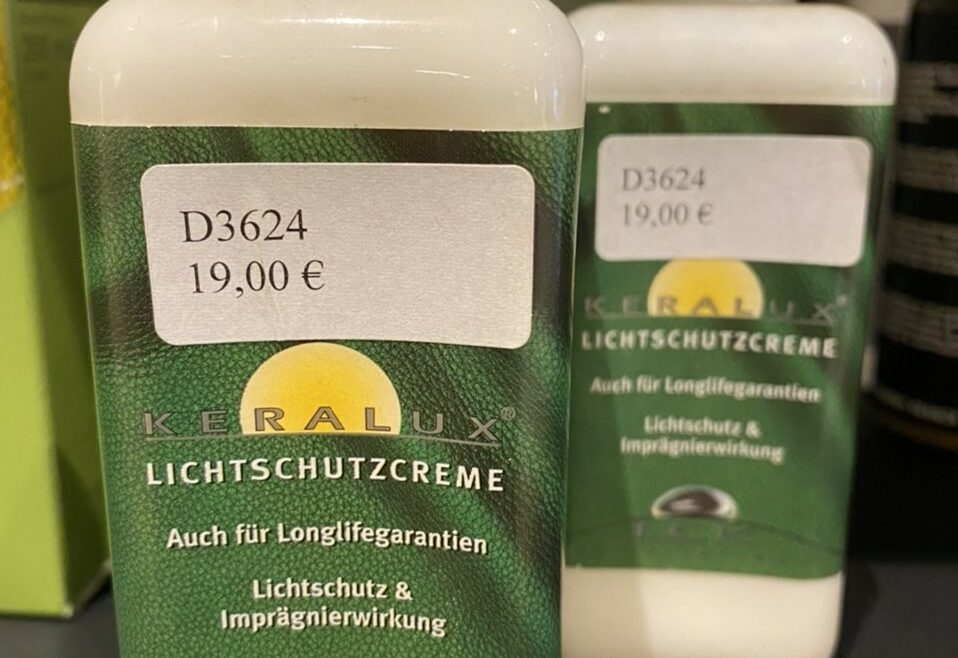 D3624
19,00 €
KERALUX®
LICHTSCHUTZCREME
Auch für Longlifegarantien
Lichtschutz &
Imprägnierwirkung
D3624
19,00 €
KERALUX®
LICHTSCHUTZCREME
Auch für Longlifegarantien
Lichtschutz &
Imprägnierwirkung